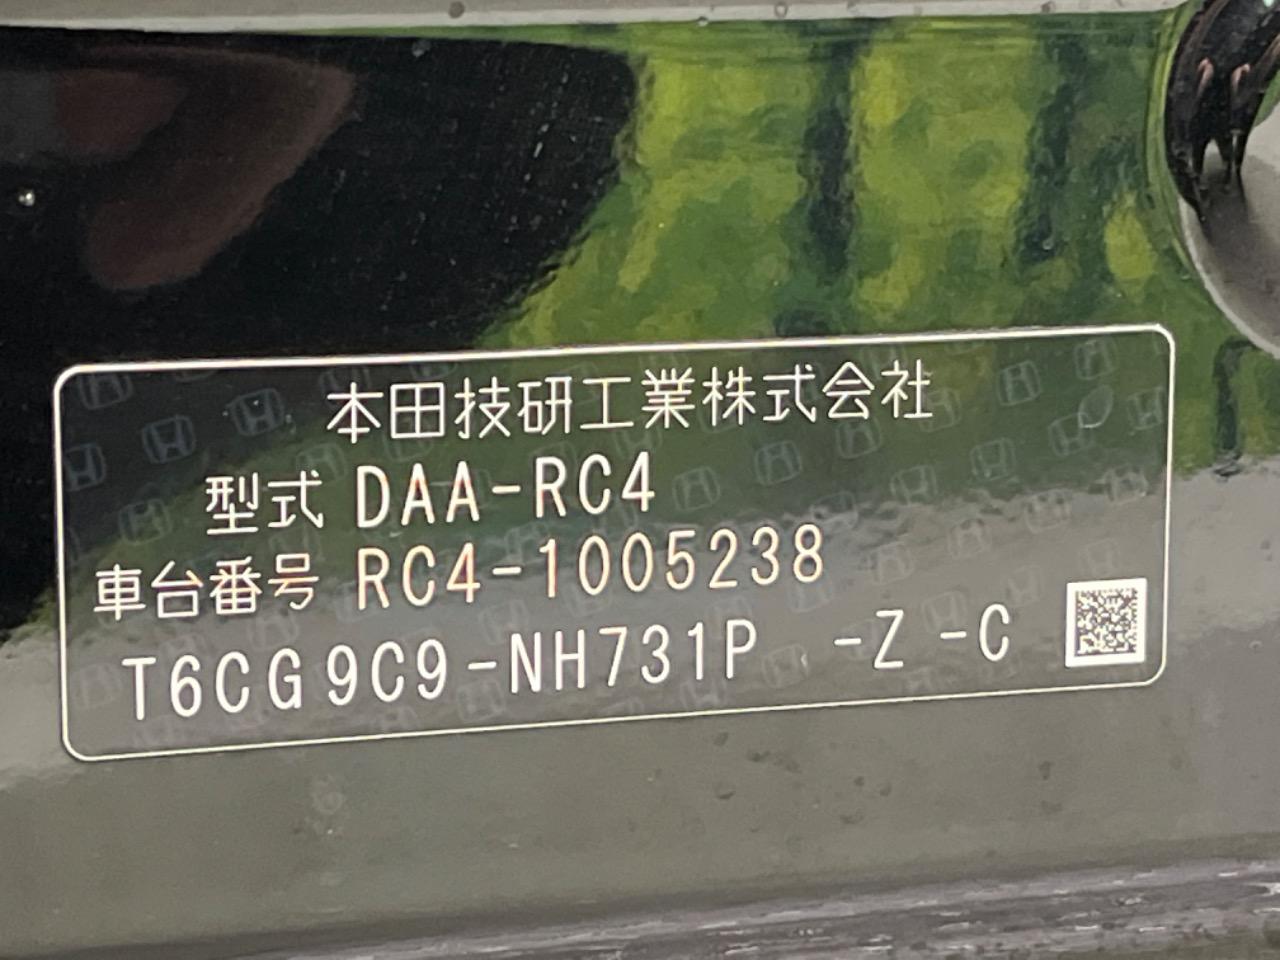 本田技研工業株式会社
型式 DAA-RC4
車台番号 RC4-1005238
T6CG9C9-NH731P -Z -C